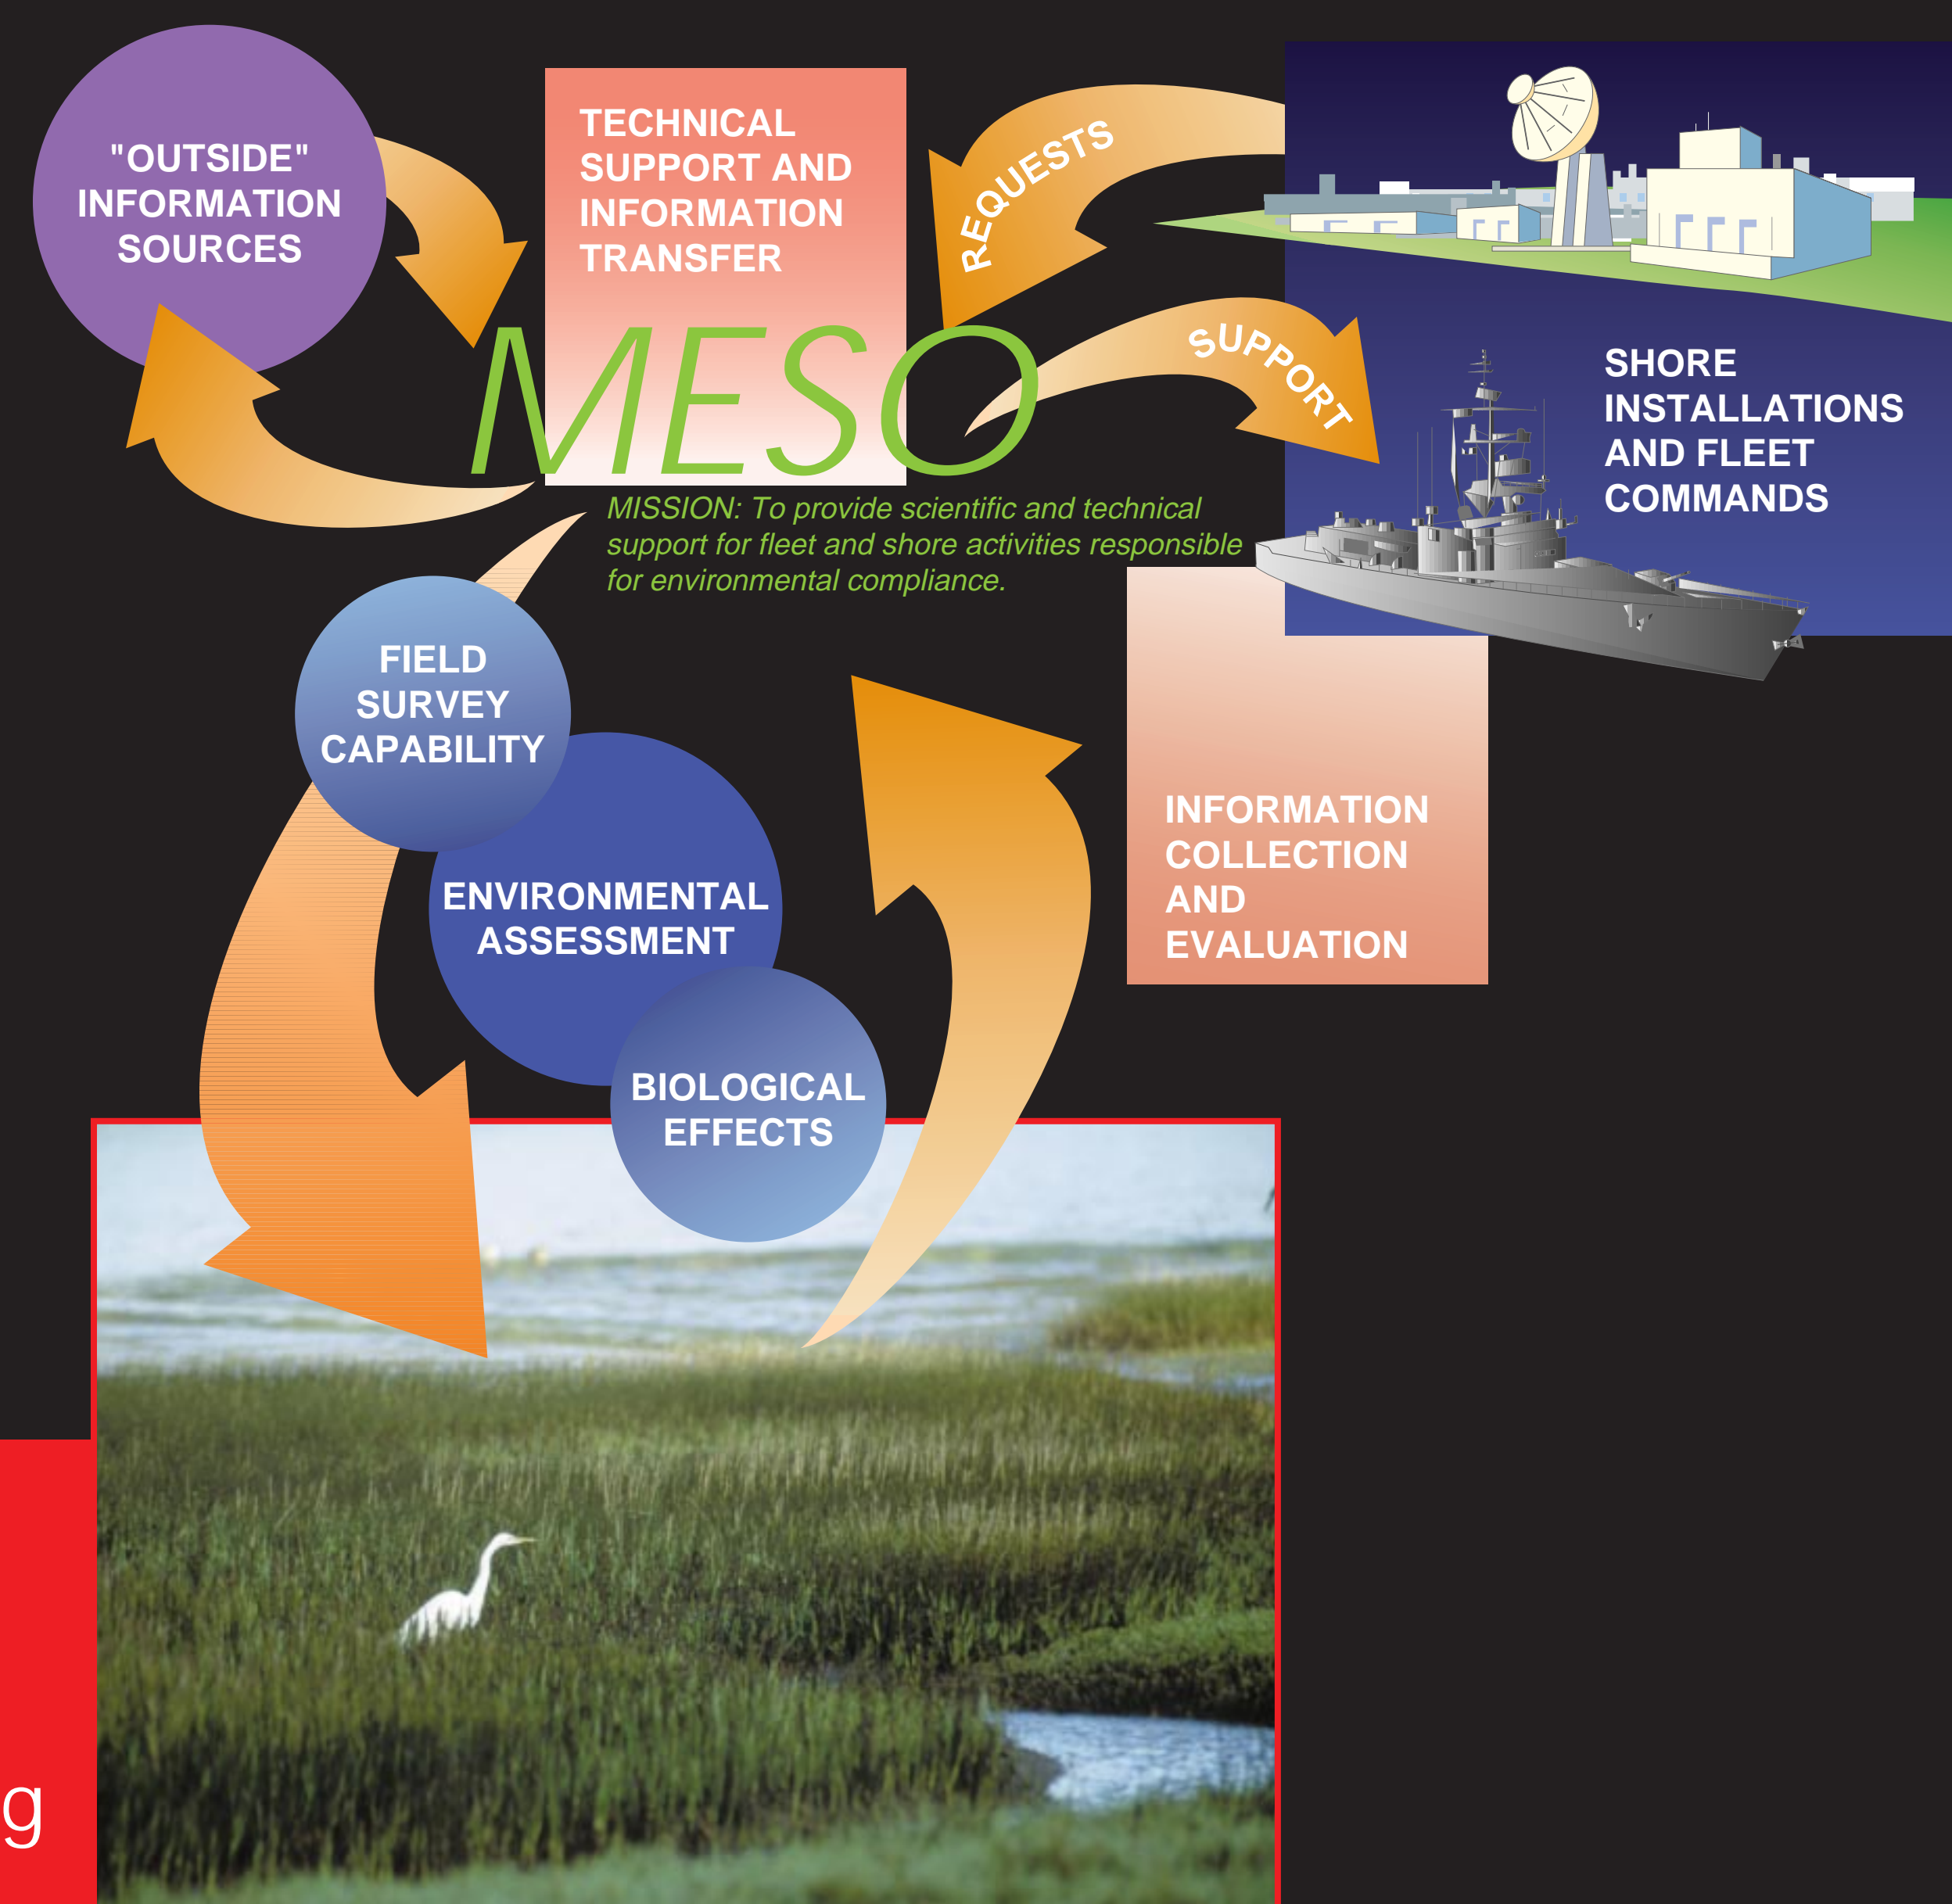 "OUTSIDE"
INFORMATION
SOURCES
TECHNICAL
SUPPORT AND
INFORMATION
TRANSFER
REQUESTS
SUPPORT
SHORE
INSTALLATIONS
AND FLEET
COMMANDS
MESO
MISSION: To provide scientific and technical
support for fleet and shore activities responsible
for environmental compliance.
FIELD
SURVEY
CAPABILITY
ENVIRONMENTAL
ASSESSMENT
BIOLOGICAL
EFFECTS
INFORMATION
COLLECTION
AND
EVALUATION
g